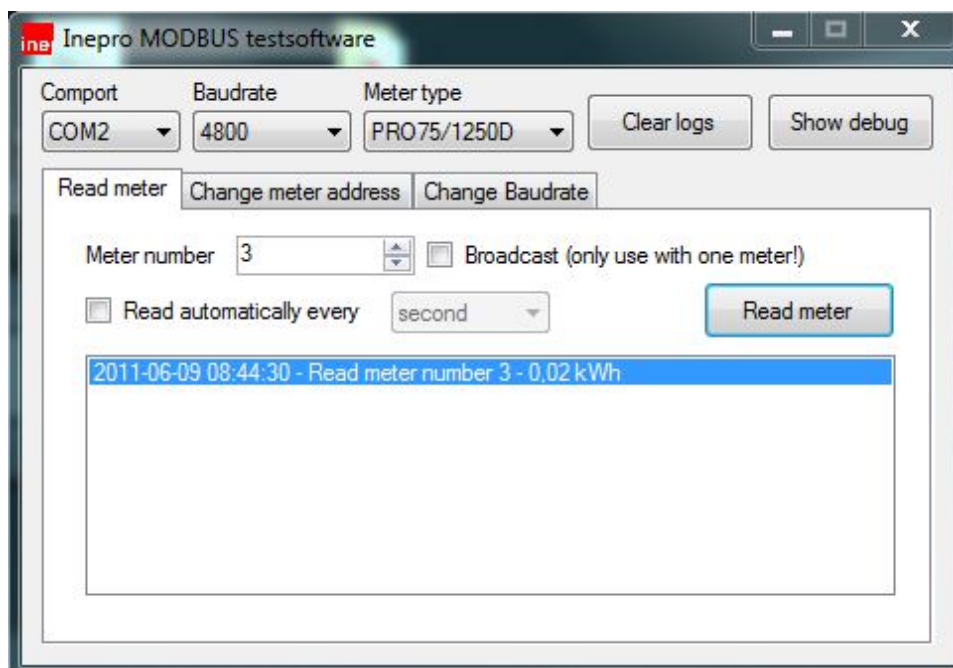 ine
Inepro MODBUS testsoftware
Comport Baudrate Meter type
COM2 4800 PRO75/1250D Clear logs Show debug
Read meter Change meter address Change Baudrate
Meter number 3 Broadcast (only use with one meter!)
Read automatically every second Read meter
2011-06-09 08:44:30 - Read meter number 3 - 0,02 kWh